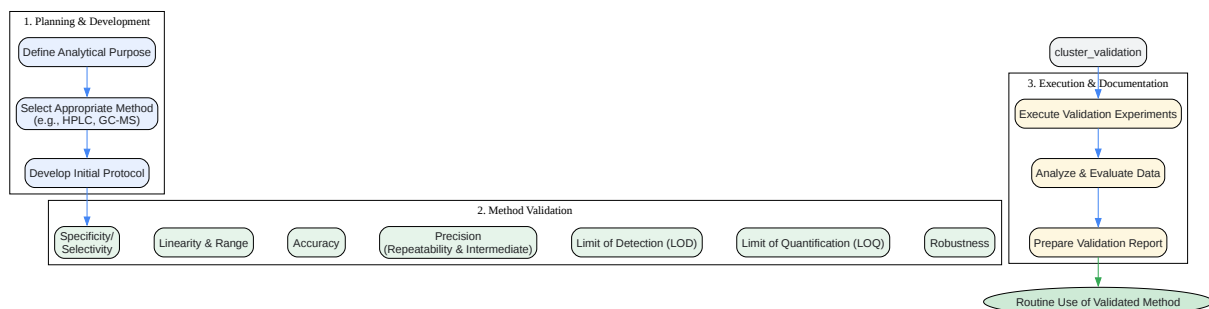 1. Planning & Development
Define Analytical Purpose
Select Appropriate Method
(e.g., HPLC, GC-MS)
Develop Initial Protocol
2. Method Validation
Specificity/
Selectivity
Linearity & Range
Accuracy
Precision
(Repeatability & Intermediate)
Limit of Detection (LOD)
Limit of Quantification (LOQ)
Robustness
cluster_validation
3. Execution & Documentation
Execute Validation Experiments
Analyze & Evaluate Data
Prepare Validation Report
Routine Use of Validated Method